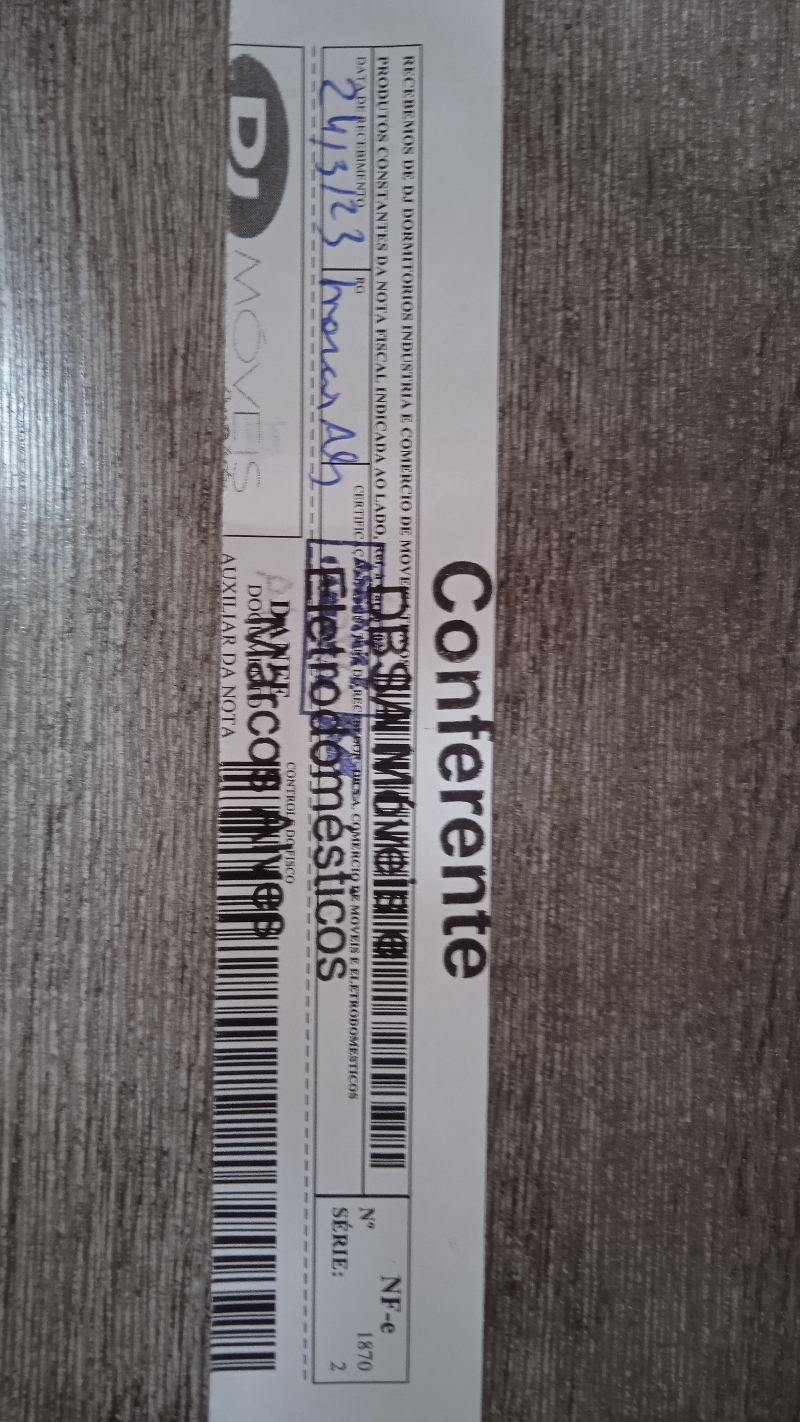 Conferente
RECEBEMOS DE DJ DORMITORIOS INDUSTRIA E COMERCIO DE MOVEIS
PRODUTOS CONSTANTES DA NOTA FISCAL INDICADA AO LADO.
DBSA Móveis e
NF-e
DATA DE RECEBIMENTO
RG
COMERCIO DE MOVEIS E ELETRODOMESTICOS
Nº 1870
24/3/23
Eletrodomésticos
SÉRIE: 2
DJ MÓVEIS
DANFE
CONTROLE DO FISCO
Marcos Alves
AUXILIAR DA NOTA